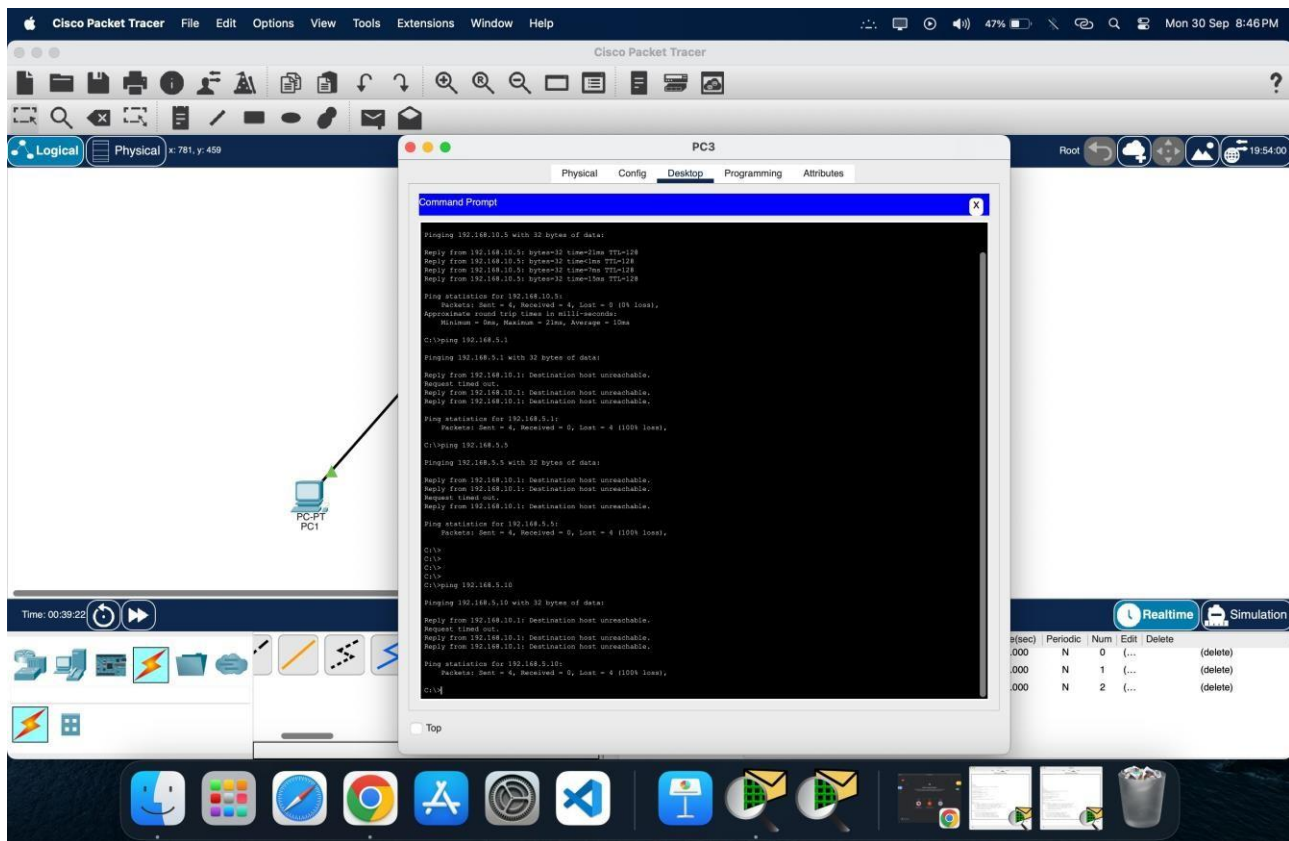 Cisco Packet Tracer File Edit Options View Tools Extensions Window Help
47%
Mon 30 Sep 8:46 PM
Cisco Packet Tracer
?
Logical
Physical
x: 781, y: 459
PC3
Root
19:54:00
Physical Config Desktop Programming Attributes
Command Prompt
X
Pinging 192.168.10.5 with 32 bytes of data:
Reply from 192.168.10.5: bytes=32 time=21ms TTL=128
Reply from 192.168.10.5: bytes=32 time<1ms TTL=128
Reply from 192.168.10.5: bytes=32 time=7ms TTL=128
Reply from 192.168.10.5: bytes=32 time=15ms TTL=128
Ping statistics for 192.168.10.5:
Packets: Sent = 4, Received = 4, Lost = 0 (0% loss),
Approximate round trip times in milli-seconds:
Minimum = 0ms, Maximum = 21ms, Average = 10ms
C:\>ping 192.168.5.1
Pinging 192.168.5.1 with 32 bytes of data:
Reply from 192.168.10.1: Destination host unreachable.
Request timed out.
Reply from 192.168.10.1: Destination host unreachable.
Reply from 192.168.10.1: Destination host unreachable.
Ping statistics for 192.168.5.1:
Packets: Sent = 4, Received = 0, Lost = 4 (100% loss),
C:\>ping 192.168.5.5
Pinging 192.168.5.5 with 32 bytes of data:
Reply from 192.168.10.1: Destination host unreachable.
Reply from 192.168.10.1: Destination host unreachable.
Request timed out.
Reply from 192.168.10.1: Destination host unreachable.
Ping statistics for 192.168.5.5:
Packets: Sent = 4, Received = 0, Lost = 4 (100% loss),
C:\>
C:\>
C:\>
C:\>
C:\>ping 192.168.5.10
Pinging 192.168.5.10 with 32 bytes of data:
Reply from 192.168.10.1: Destination host unreachable.
Request timed out.
Reply from 192.168.10.1: Destination host unreachable.
Reply from 192.168.10.1: Destination host unreachable.
Ping statistics for 192.168.5.10:
Packets: Sent = 4, Received = 0, Lost = 4 (100% loss),
C:\>
PC-PT
PC1
Time: 00:39:22
Realtime
Simulation
e(sec) Periodic Num Edit Delete
.000 N 0 (... (delete)
.000 N 1 (... (delete)
.000 N 2 (... (delete)
Top